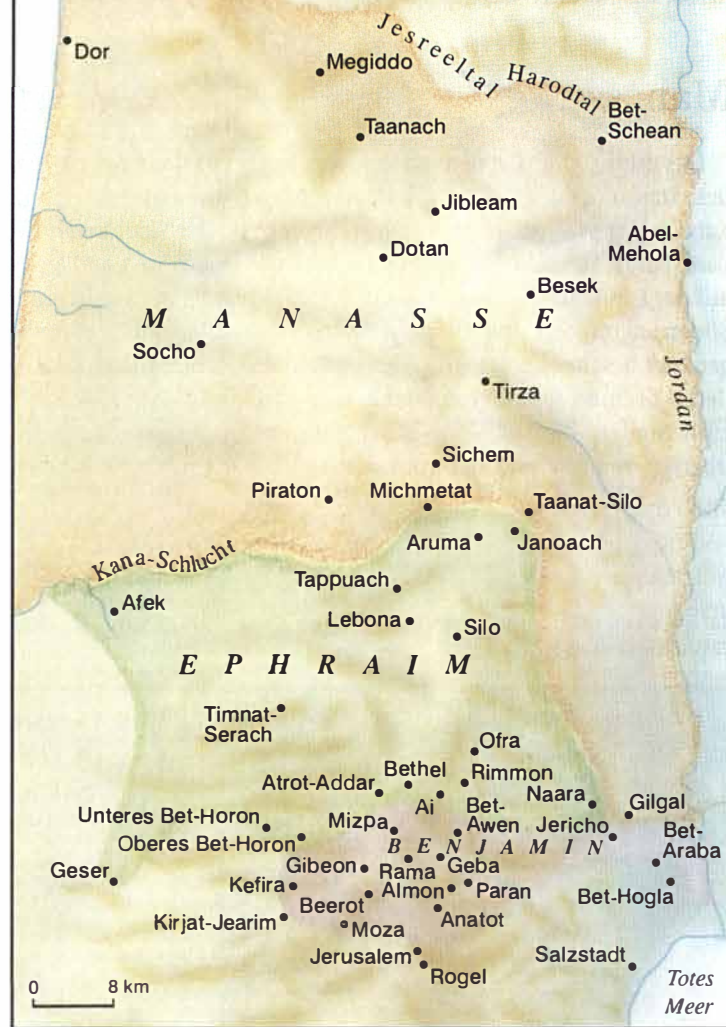 Dor
Jesreeltal
Megiddo
Harodtal
Taanach
Bet-
Schean
Jibleam
Dotan
Abel-
Mehola
Besek
MANASSE
Socho
Jordan
Tirza
Sichem
Piraton
Michmetat
Taanat-Silo
Aruma
Janoach
Kana-Schlucht
Tappuach
Afek
Lebona
Silo
EPHRAIM
Timnat-
Serach
Ofra
Bethel
Rimmon
Atrot-Addar
Ai
Naara
Gilgal
Unteres Bet-Horon
Mizpa
Bet-
Awen
Jericho
Oberes Bet-Horon
BENJAMIN
Bet-
Araba
Geser
Gibeon
Rama
Geba
Kefira
Almon
Paran
Bet-Hogla
Beerot
Kirjat-Jearim
Moza
Anatot
Jerusalem
Rogel
Salzstadt
Totes
Meer
0 8 km